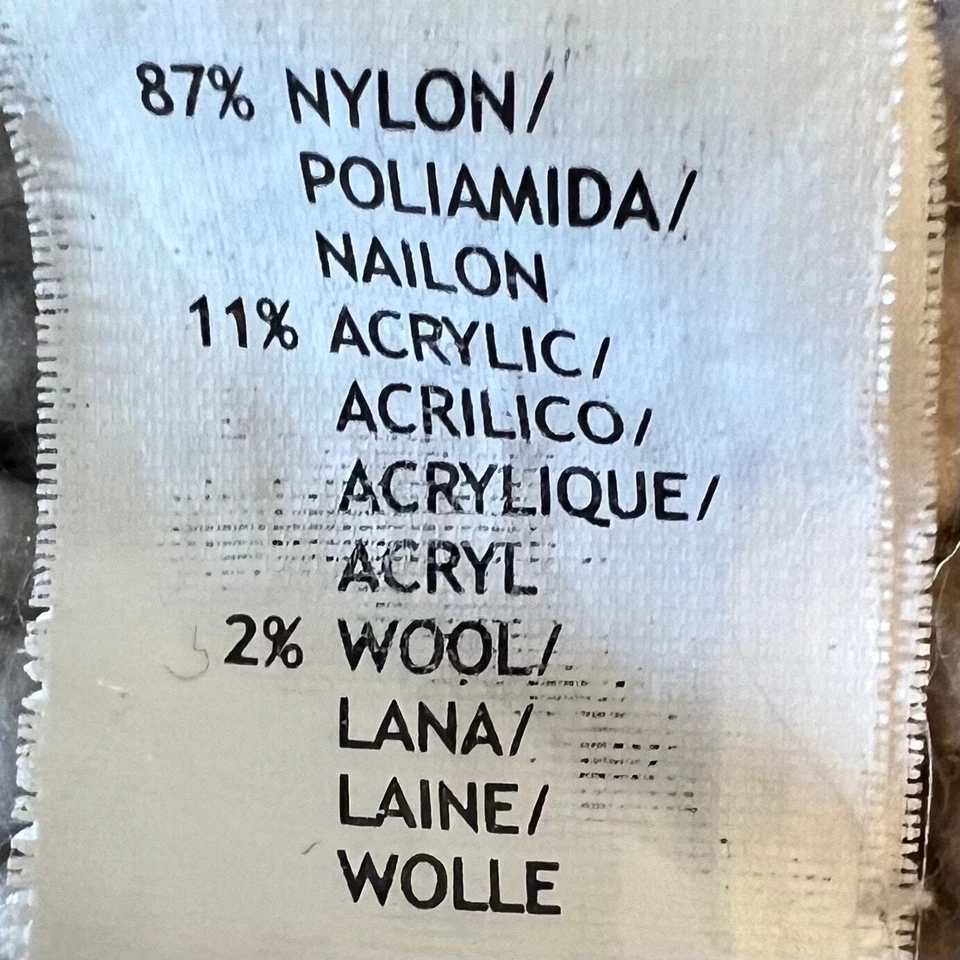 87% NYLON/
POLIAMIDA/
NAILON
11% ACRYLIC/
ACRILICO/
ACRYLIQUE/
ACRYL
2% WOOL/
LANA/
LAINE/
WOLLE